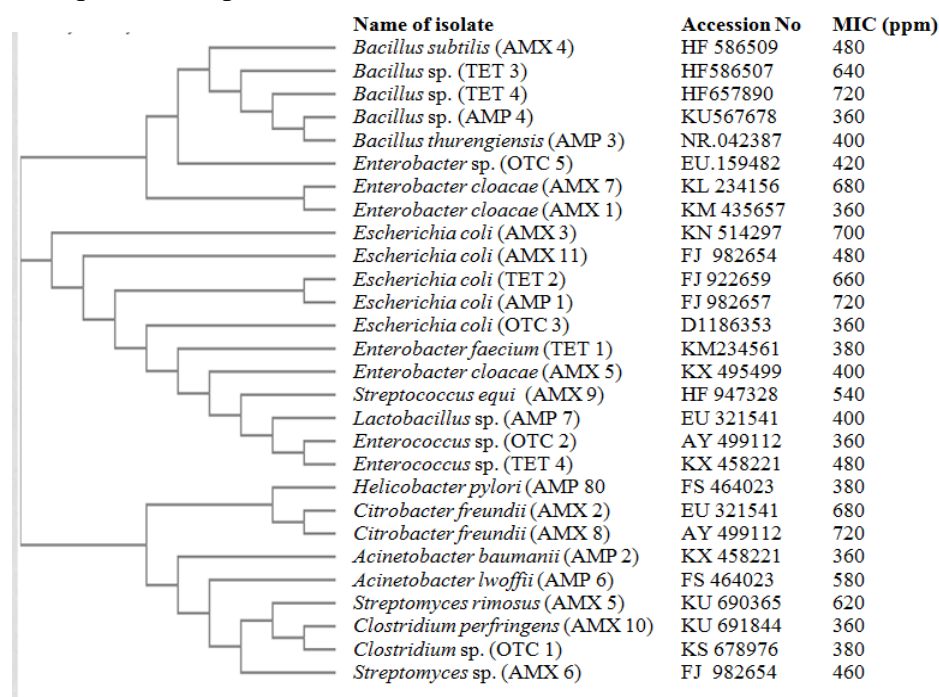 Name of isolate Accession No MIC (ppm)
Bacillus subtilis (AMX 4) HF 586509 480
Bacillus sp. (TET 3) HF586507 640
Bacillus sp. (TET 4) HF657890 720
Bacillus sp. (AMP 4) KU567678 360
Bacillus thurengiensis (AMP 3) NR.042387 400
Enterobacter sp. (OTC 5) EU.159482 420
Enterobacter cloacae (AMX 7) KL 234156 680
Enterobacter cloacae (AMX 1) KM 435657 360
Escherichia coli (AMX 3) KN 514297 700
Escherichia coli (AMX 11) FJ 982654 480
Escherichia coli (TET 2) FJ 922659 660
Escherichia coli (AMP 1) FJ 982657 720
Escherichia coli (OTC 3) D1186353 360
Enterobacter faecium (TET 1) KM234561 380
Enterobacter cloacae (AMX 5) KX 495499 400
Streptococcus equi (AMX 9) HF 947328 540
Lactobacillus sp. (AMP 7) EU 321541 400
Enterococcus sp. (OTC 2) AY 499112 360
Enterococcus sp. (TET 4) KX 458221 480
Helicobacter pylori (AMP 80 FS 464023 380
Citrobacter freundii (AMX 2) EU 321541 680
Citrobacter freundii (AMX 8) AY 499112 720
Acinetobacter baumanii (AMP 2) KX 458221 360
Acinetobacter lwoffii (AMP 6) FS 464023 580
Streptomyces rimosus (AMX 5) KU 690365 620
Clostridium perfringens (AMX 10) KU 691844 360
Clostridium sp. (OTC 1) KS 678976 380
Streptomyces sp. (AMX 6) FJ 982654 460